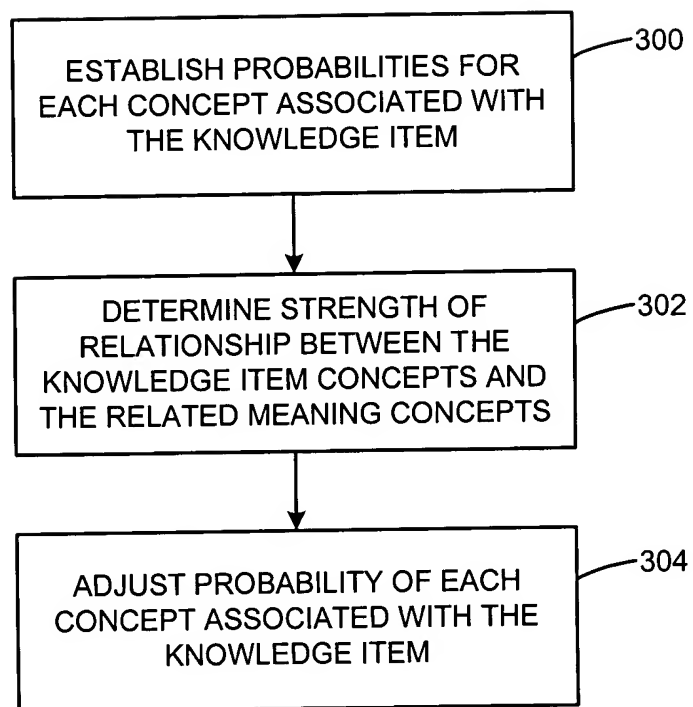 ESTABLISH PROBABILITIES FOR
EACH CONCEPT ASSOCIATED WITH
THE KNOWLEDGE ITEM
300
DETERMINE STRENGTH OF
RELATIONSHIP BETWEEN THE
KNOWLEDGE ITEM CONCEPTS AND
THE RELATED MEANING CONCEPTS
302
ADJUST PROBABILITY OF EACH
CONCEPT ASSOCIATED WITH THE
KNOWLEDGE ITEM
304